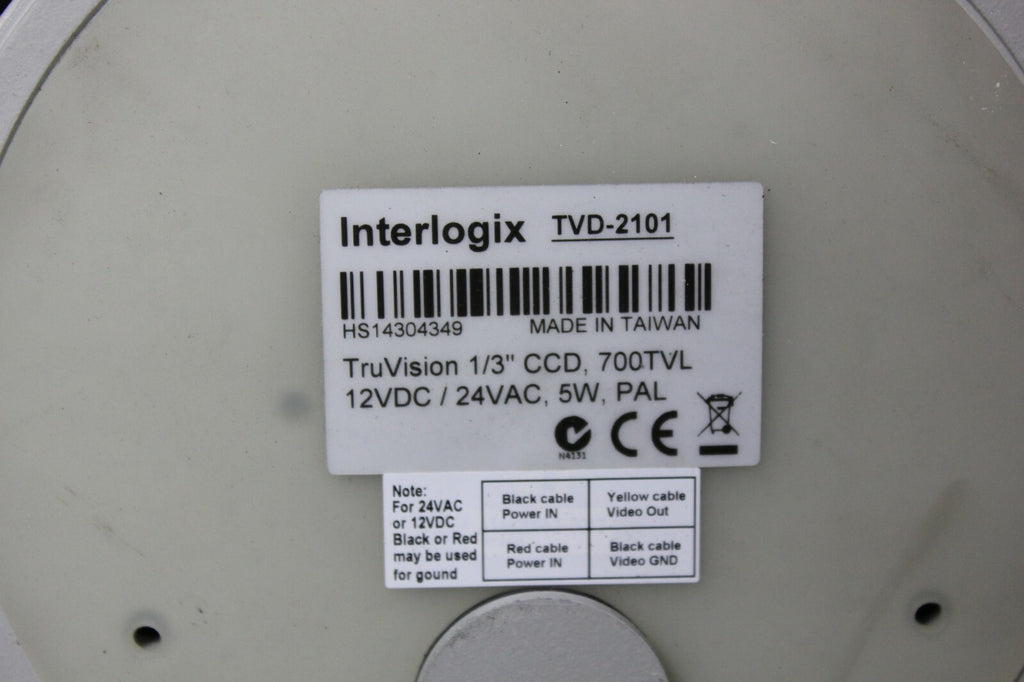 Interlogix TVD-2101
HS14304349 MADE IN TAIWAN
TruVision 1/3" CCD, 700TVL
12VDC / 24VAC, 5W, PAL
N4131
CE
Note:
For 24VAC
or 12VDC
Black or Red
may be used
for gound
Black cable
Power IN
Yellow cable
Video Out
Red cable
Power IN
Black cable
Video GND